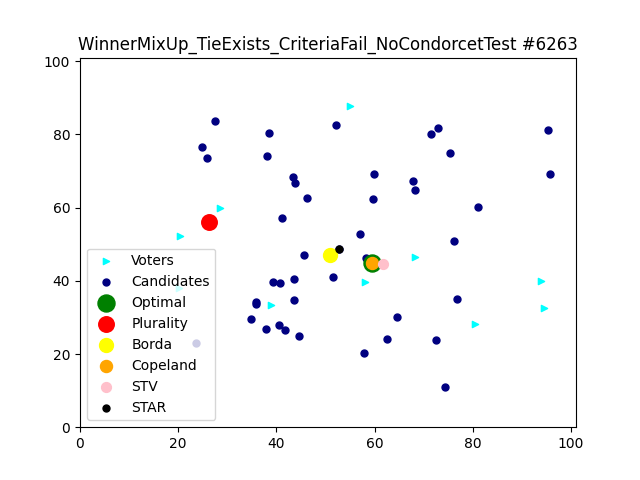 WinnerMixUp_TieExists_CriteriaFail_NoCondorcetTest #6263
100
80
60
40
20
0
Voters
Candidates
Optimal
Plurality
Borda
Copeland
STV
STAR
0 20 40 60 80 100